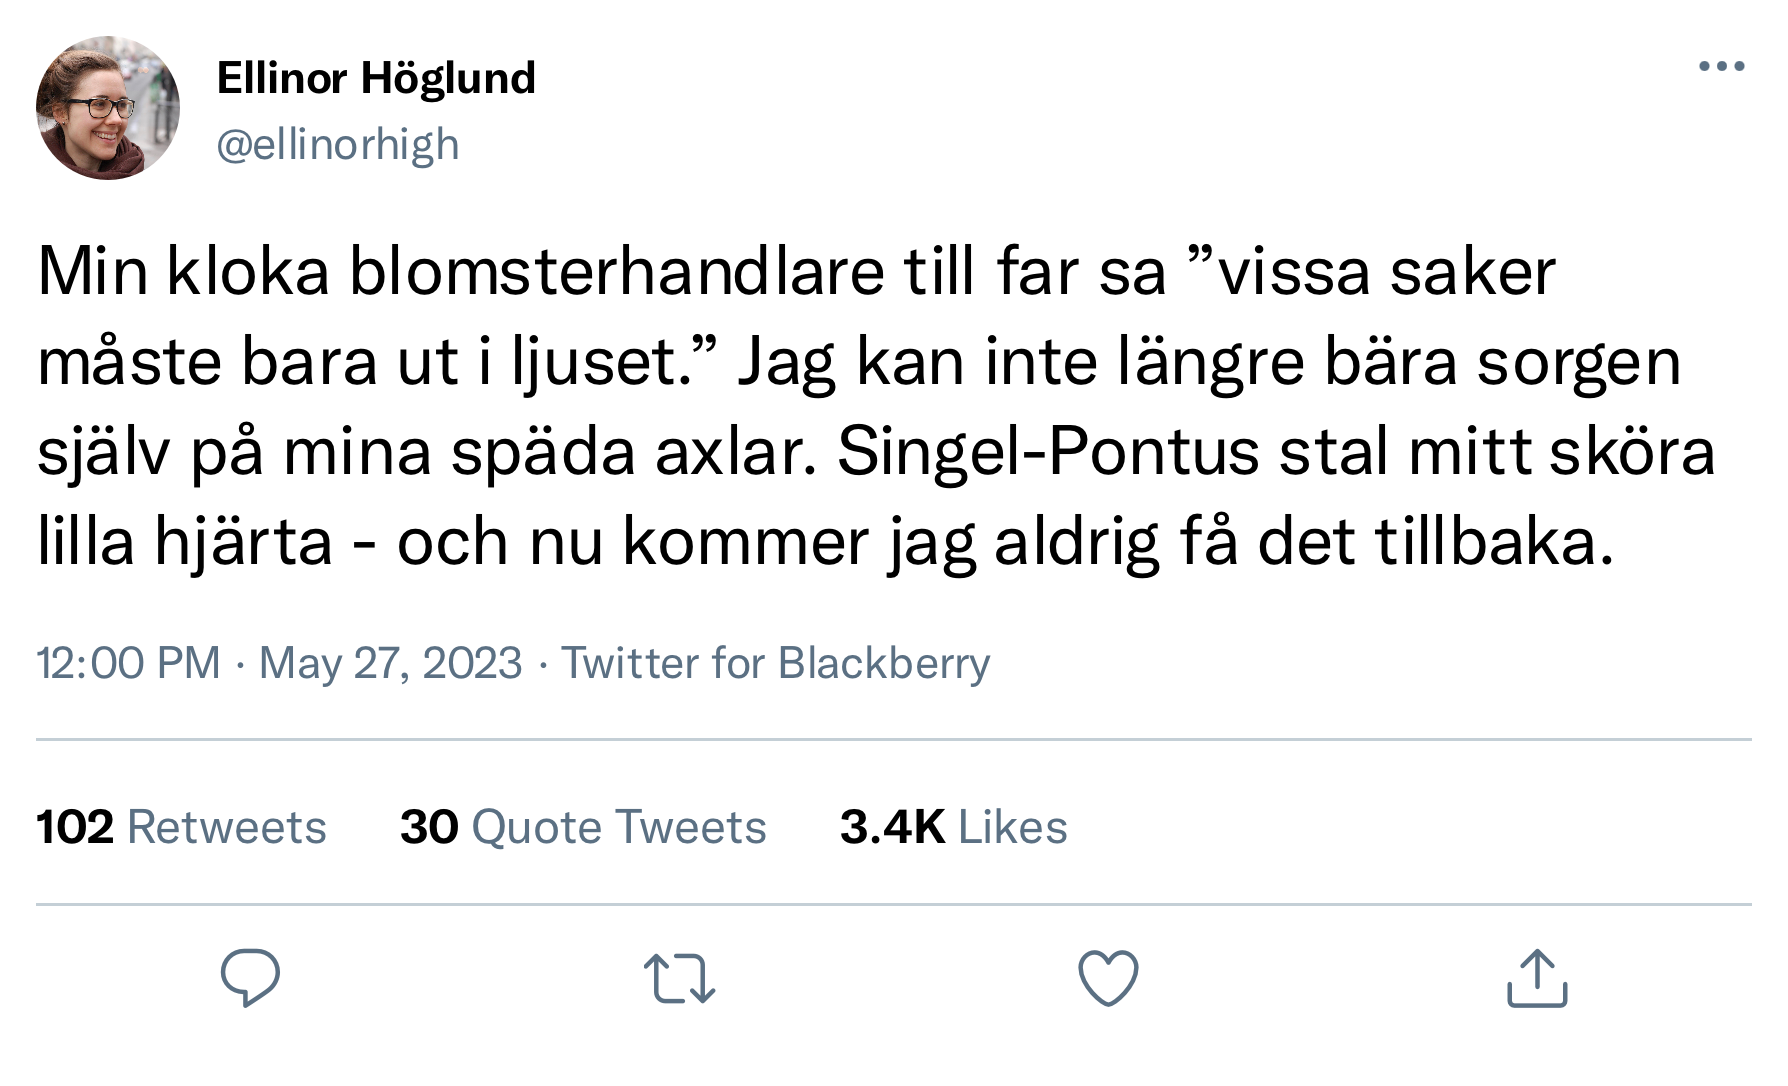 Ellinor Höglund
@ellinorhigh
Min kloka blomsterhandlare till far sa ”vissa saker
måste bara ut i ljuset.” Jag kan inte längre bära sorgen
själv på mina späda axlar. Singel-Pontus stal mitt sköra
lilla hjärta - och nu kommer jag aldrig få det tillbaka.
12:00 PM · May 27, 2023 · Twitter for Blackberry
102 Retweets 30 Quote Tweets 3.4K Likes